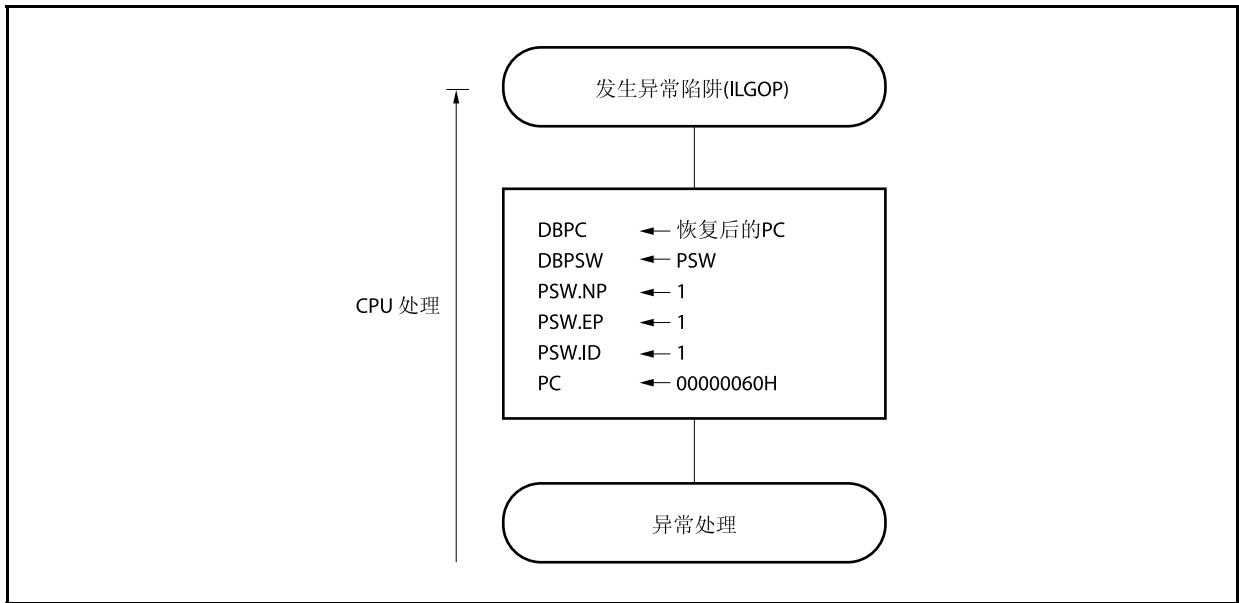 发生异常陷阱(ILGOP)
DBPC ← 恢复后的PC
DBPSW ← PSW
PSW.NP ← 1
PSW.EP ← 1
PSW.ID ← 1
PC ← 00000060H
CPU 处理
异常处理